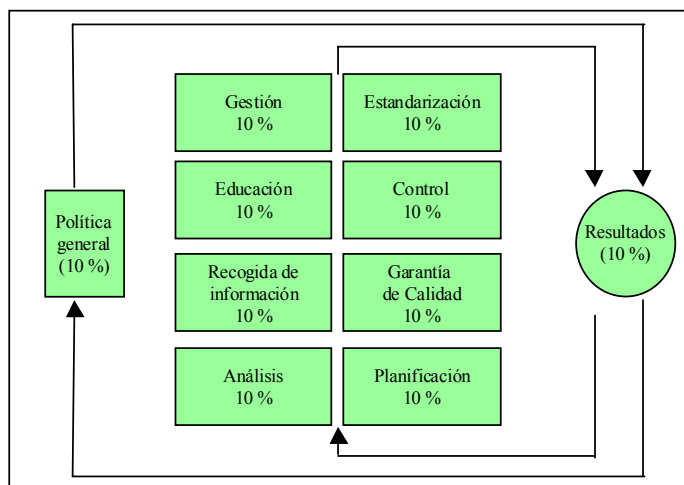 Gestión
10 %
Estandarización
10 %
Educación
10 %
Control
10 %
Política
general
(10 %)
Resultados
(10 %)
Recogida de
información
10 %
Garantía
de Calidad
10 %
Análisis
10 %
Planificación
10 %